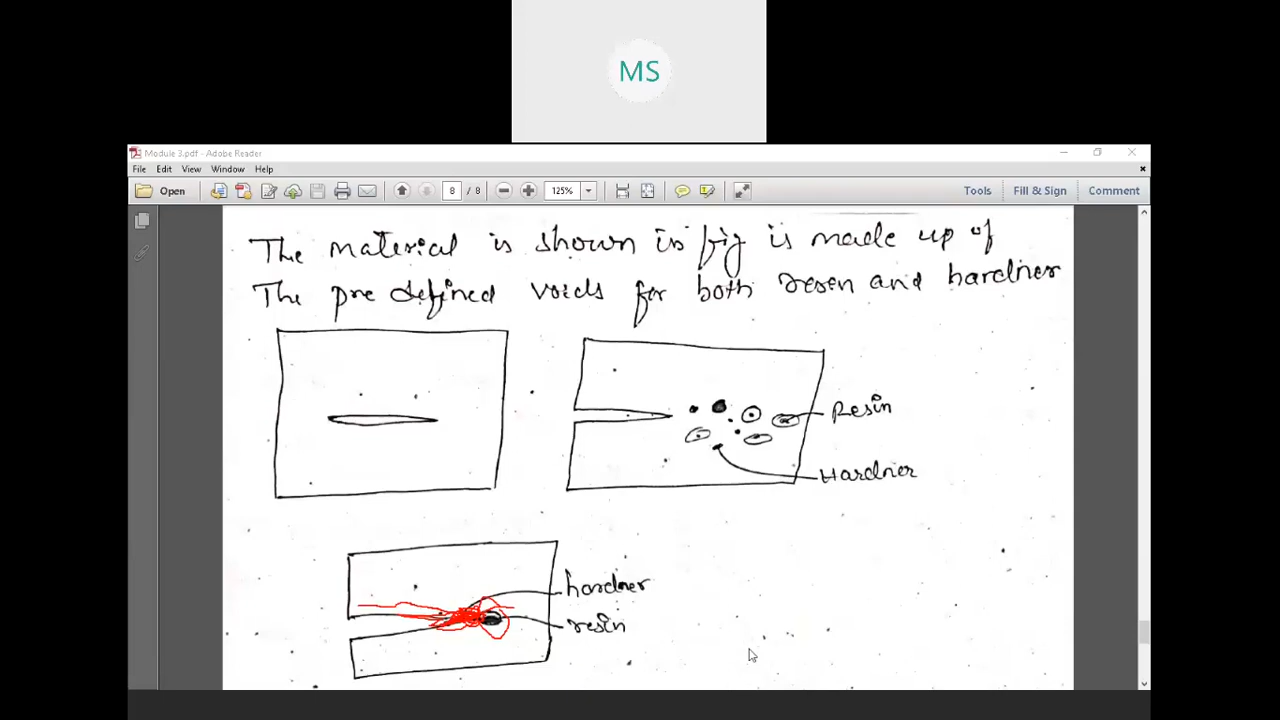 MS
Module 3.pdf - Adobe Reader
File Edit View Window Help
Open 8 / 8 125% Tools Fill & Sign Comment
The material is shown in fig is made up of
The pre defined voids for both resen and hardner
Resin
Hardner
hardner
resin